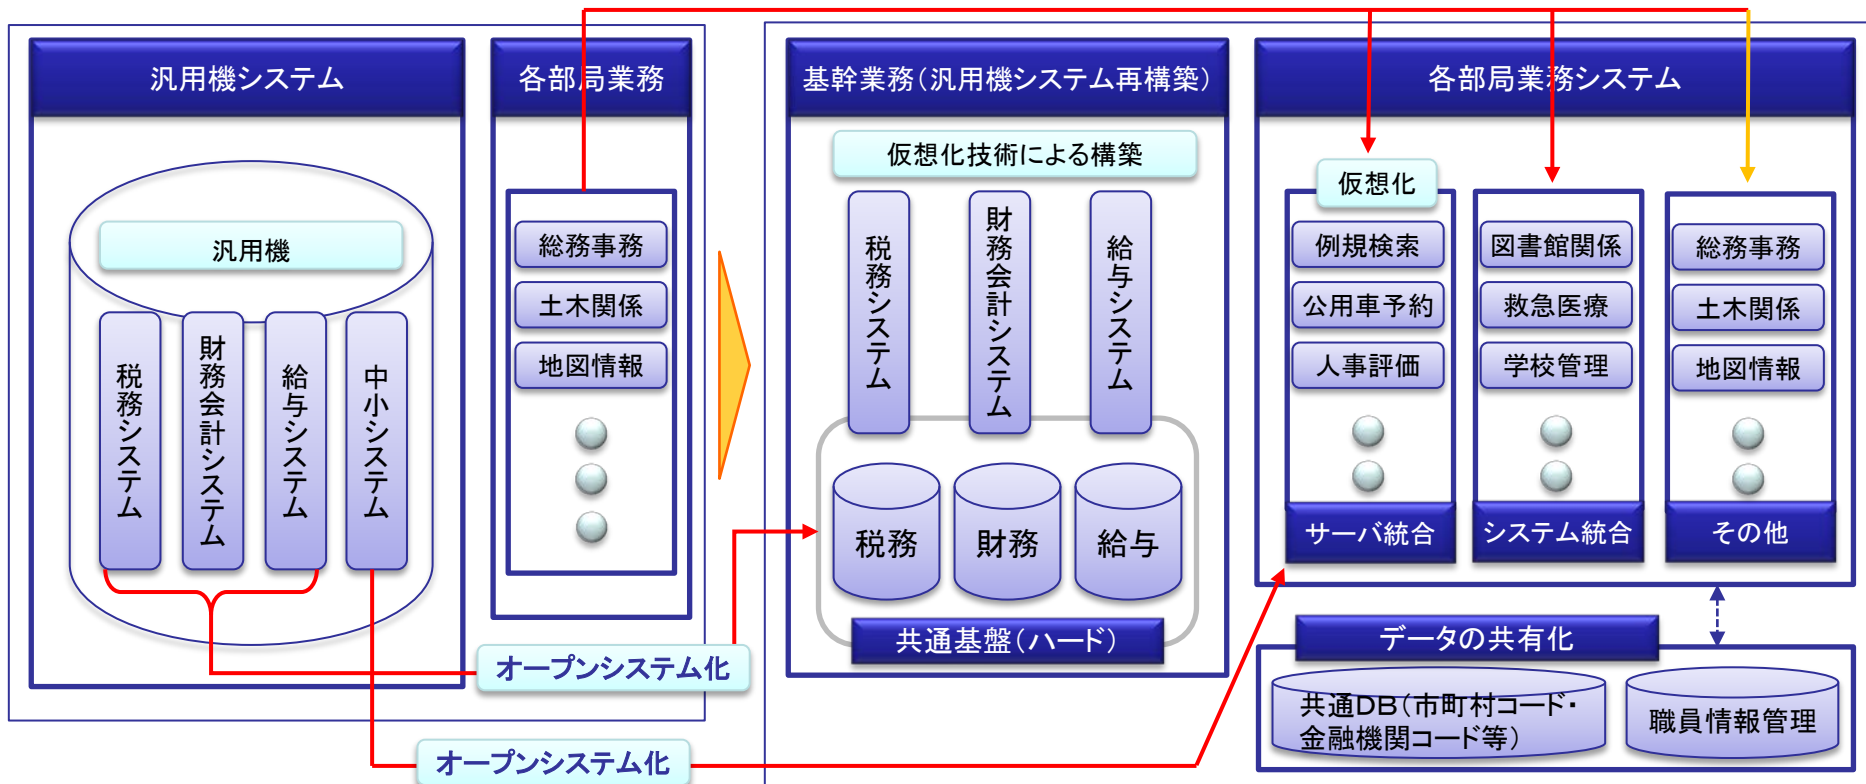 汎用機システム
汎用機
税務システム
財務会計システム
給与システム
中小システム
各部局業務
総務事務
土木関係
地図情報
オープンシステム化
オープンシステム化
基幹業務（汎用機システム再構築）
仮想化技術による構築
税務システム
財務会計システム
給与システム
税務
財務
給与
共通基盤（ハード）
各部局業務システム
仮想化
例規検索
公用車予約
人事評価
サーバ統合
図書館関係
救急医療
学校管理
システム統合
総務事務
土木関係
地図情報
その他
データの共有化
共通DB（市町村コード・
金融機関コード等）
職員情報管理